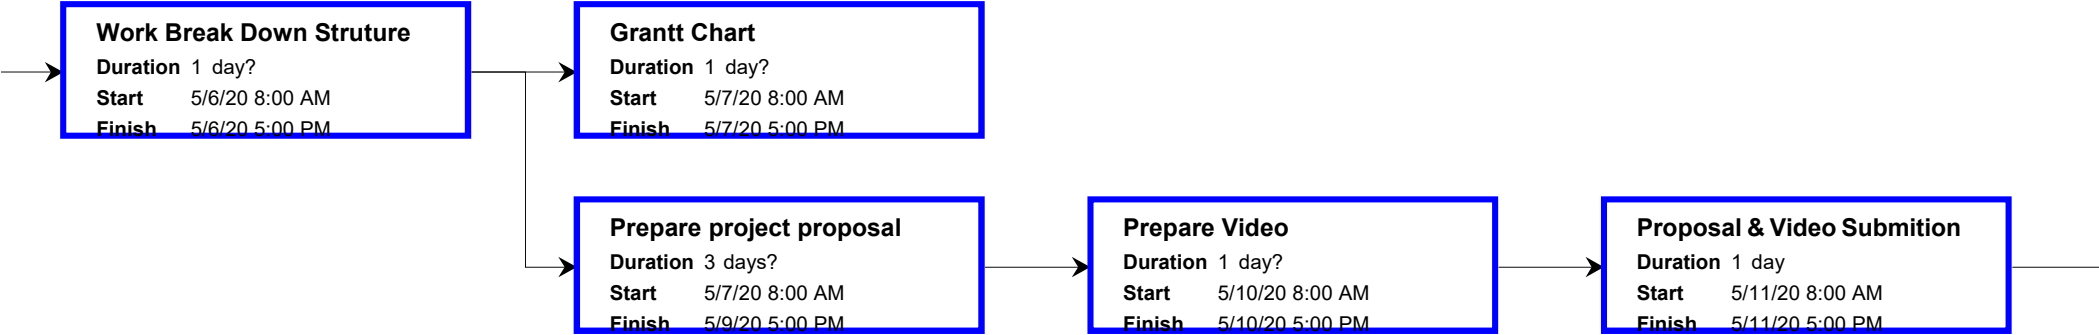 Work Break Down Struture
Duration 1 day?
Start 5/6/20 8:00 AM
Finish 5/6/20 5:00 PM
Grantt Chart
Duration 1 day?
Start 5/7/20 8:00 AM
Finish 5/7/20 5:00 PM
Prepare project proposal
Duration 3 days?
Start 5/7/20 8:00 AM
Finish 5/9/20 5:00 PM
Prepare Video
Duration 1 day?
Start 5/10/20 8:00 AM
Finish 5/10/20 5:00 PM
Proposal & Video Submition
Duration 1 day
Start 5/11/20 8:00 AM
Finish 5/11/20 5:00 PM